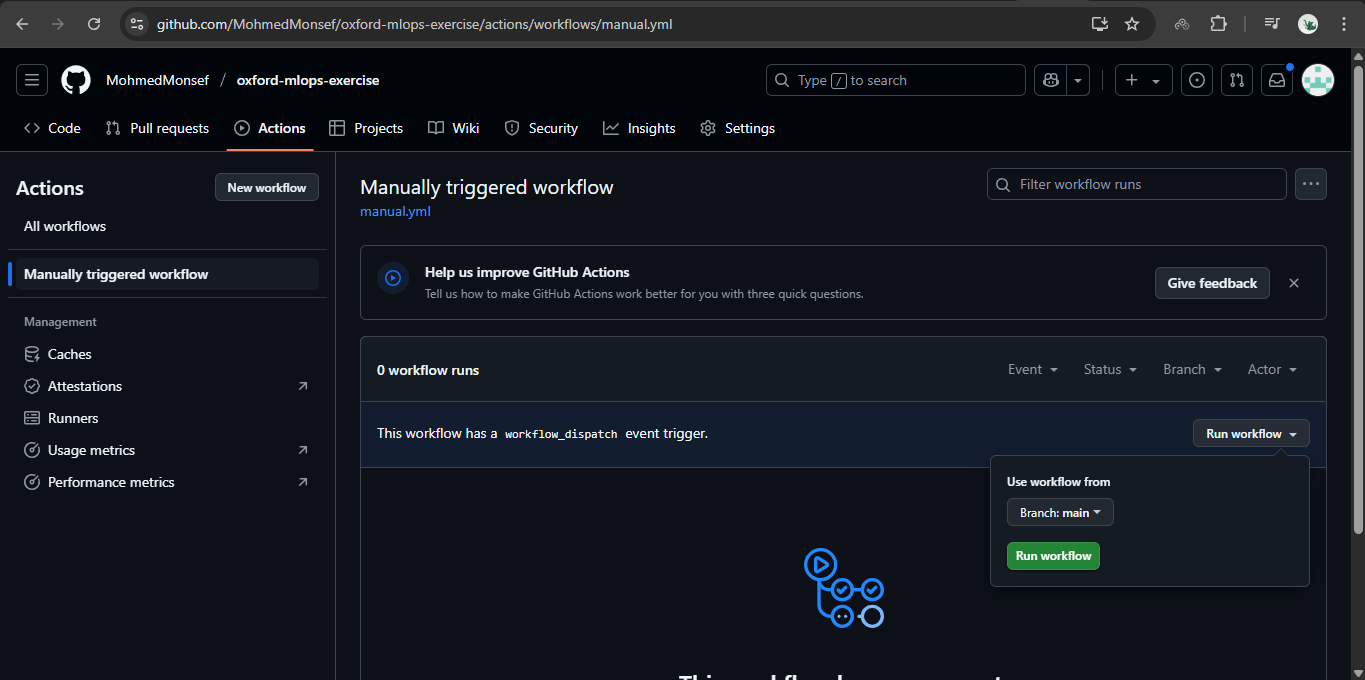 github.com/MohmedMonsef/oxford-mlops-exercise/actions/workflows/manual.yml
MohmedMonsef / oxford-mlops-exercise
Type / to search
Code
Pull requests
Actions
Projects
Wiki
Security
Insights
Settings
Actions
New workflow
All workflows
Manually triggered workflow
Management
Caches
Attestations
Runners
Usage metrics
Performance metrics
Manually triggered workflow
manual.yml
Filter workflow runs
Help us improve GitHub Actions
Tell us how to make GitHub Actions work better for you with three quick questions.
Give feedback
0 workflow runs
Event
Status
Branch
Actor
This workflow has a workflow_dispatch event trigger.
Run workflow
Use workflow from
Branch: main
Run workflow